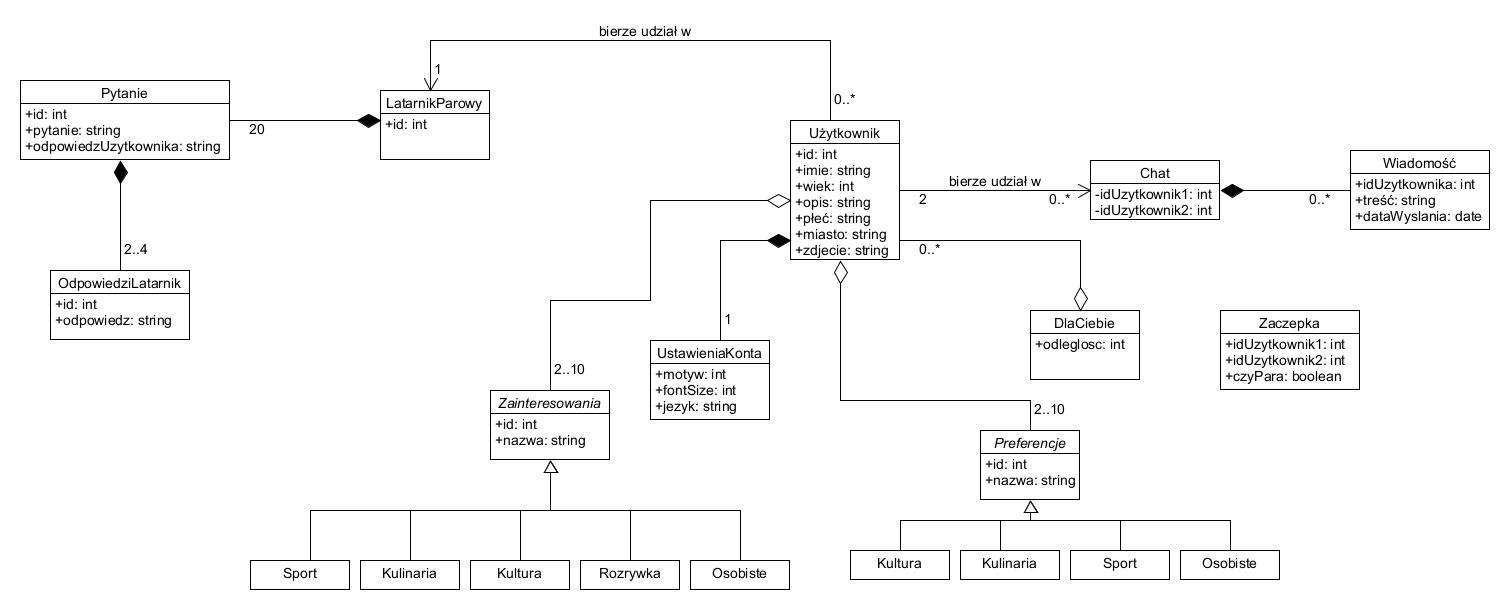 bierze udział w
1
0..*
Pytanie
+id: int
+pytanie: string
+odpowiedzUzytkownika: string
20
LatarnikParowy
+id: int
2..4
OdpowiedziLatarnik
+id: int
+odpowiedz: string
Użytkownik
+id: int
+imie: string
+wiek: int
+opis: string
+płeć: string
+miasto: string
+zdjecie: string
bierze udział w
2
0..*
Chat
-idUzytkownik1: int
-idUzytkownik2: int
0..*
Wiadomość
+idUzytkownika: int
+treść: string
+dataWyslania: date
0..*
DlaCiebie
+odleglosc: int
Zaczepka
+idUzytkownik1: int
+idUzytkownik2: int
+czyPara: boolean
1
UstawieniaKonta
+motyw: int
+fontSize: int
+jezyk: string
2..10
Zainteresowania
+id: int
+nazwa: string
2..10
Preferencje
+id: int
+nazwa: string
Sport
Kulinaria
Kultura
Rozrywka
Osobiste
Kultura
Kulinaria
Sport
Osobiste